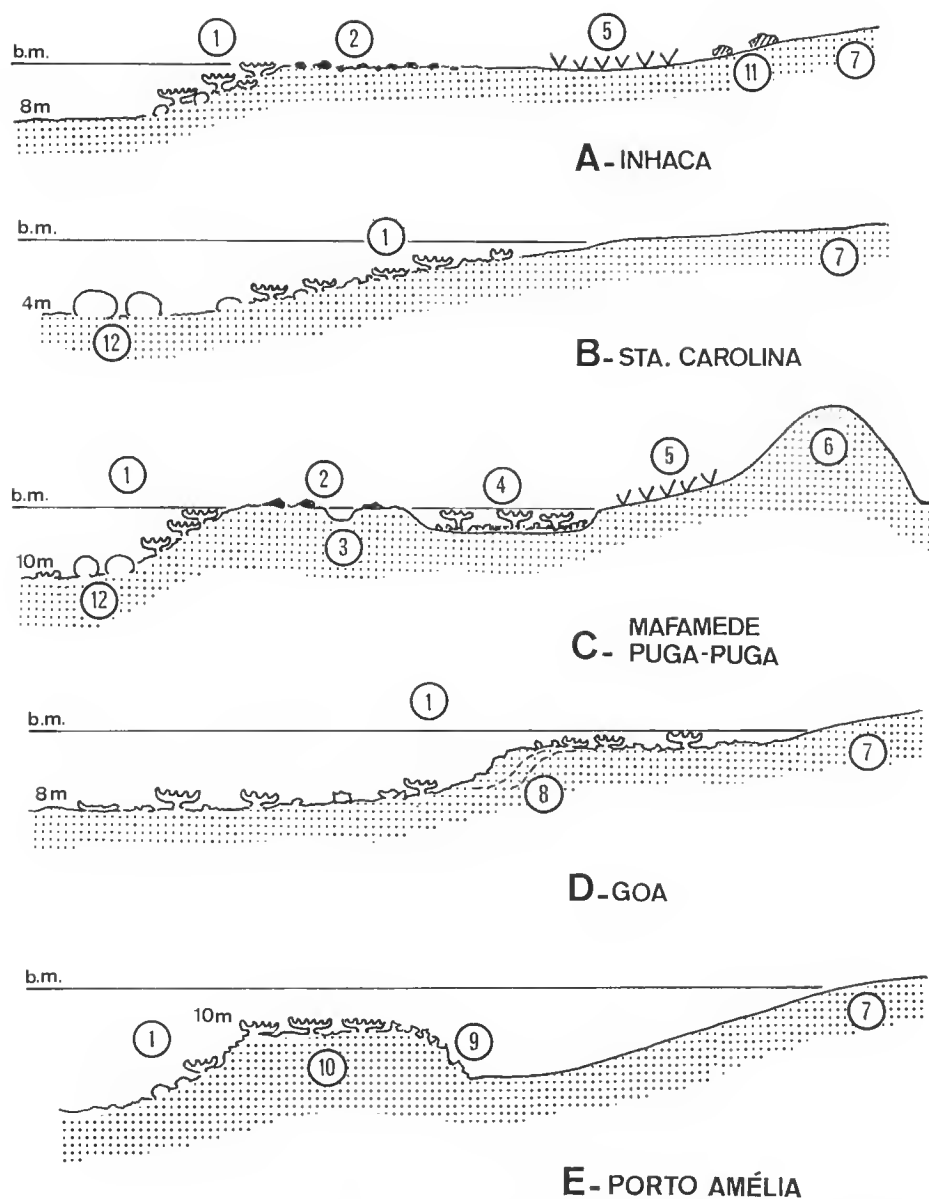 1 2 5
b.m.
11 7
8m
A - INHACA
b.m. 1
7
4m
12
B - STA. CAROLINA
6
1 2 4 5
b.m.
3
10m
12
C - MAFAMEDE
PUGA-PUGA
1
b.m.
7
8m 8
D - GOA
b.m.
7
10m
1 9
10
E - PORTO AMÉLIA